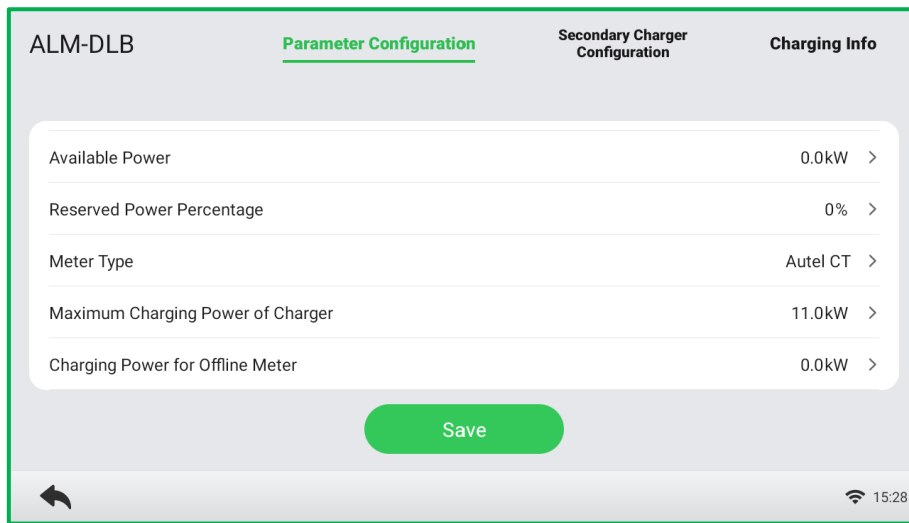 ALM-DLB
Parameter Configuration
Secondary Charger
Configuration
Charging Info
Available Power 0.0kW
Reserved Power Percentage 0%
Meter Type Autel CT
Maximum Charging Power of Charger 11.0kW
Charging Power for Offline Meter 0.0kW
Save
15:28